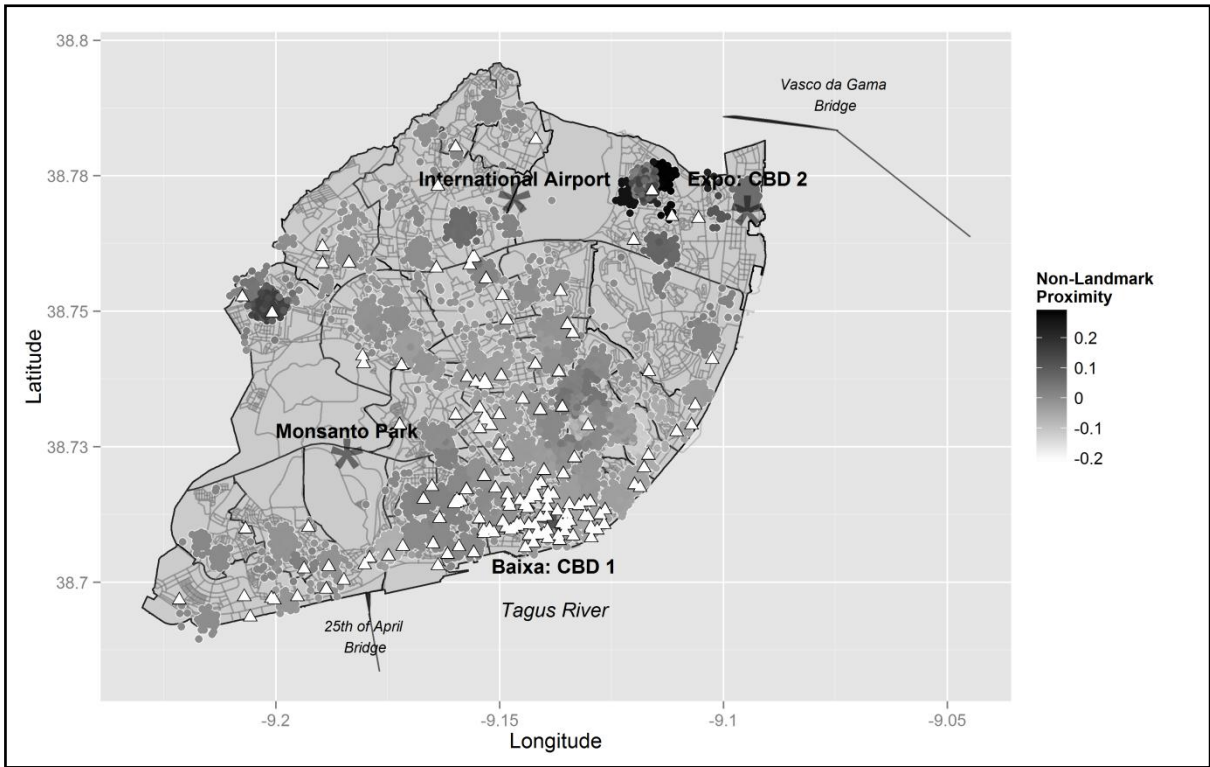 38.8
Vasco da Gama
Bridge
38.78
International Airport
Expo: CBD 2
Non-Landmark
Proximity
0.2
0.1
0
-0.1
-0.2
38.75
Latitude
Monsanto Park
38.73
Baixa: CBD 1
38.7
Tagus River
25th of April
Bridge
-9.2
-9.15
-9.1
-9.05
Longitude